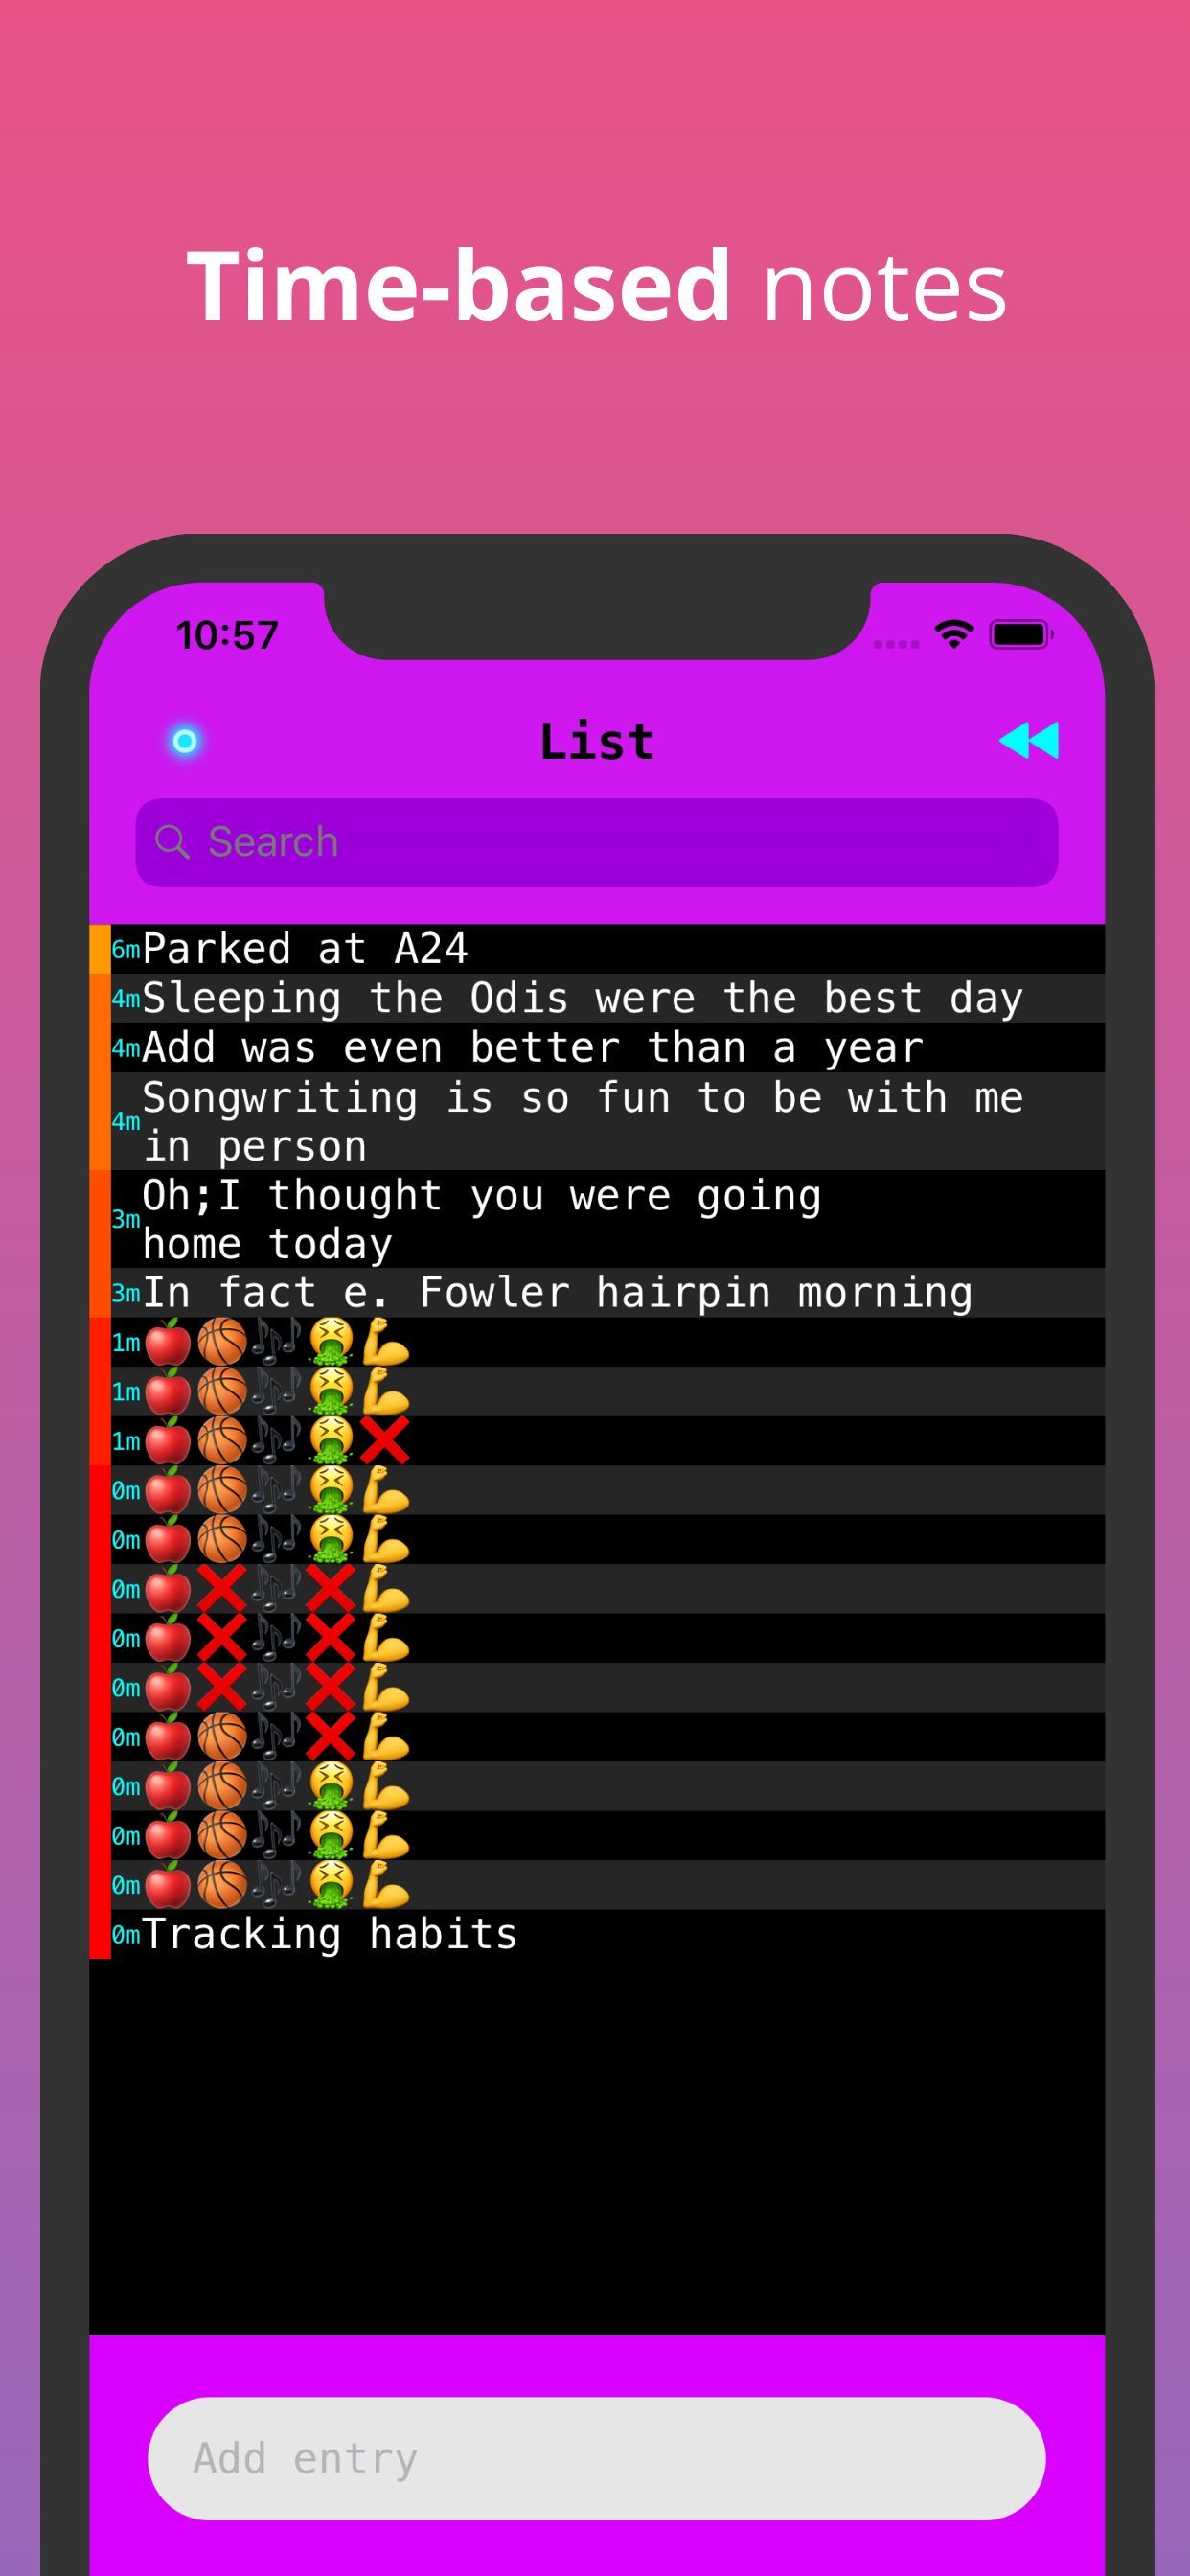 Time-based notes
10:57
List
Search
6m Parked at A24
4m Sleeping the Odis were the best day
4m Add was even better than a year
4m Songwriting is so fun to be with me
in person
3m Oh;I thought you were going
home today
3m In fact e. Fowler hairpin morning
1m 🍎🏀🎶🤮💪
1m 🍎🏀🎶🤮💪
1m 🍎🏀🎶🤮❌
0m 🍎🏀🎶🤮💪
0m 🍎🏀🎶🤮💪
0m 🍎❌🎶❌💪
0m 🍎❌🎶❌💪
0m 🍎❌🎶❌💪
0m 🍎🏀🎶❌💪
0m 🍎🏀🎶🤮💪
0m 🍎🏀🎶🤮💪
0m 🍎🏀🎶🤮💪
0m Tracking habits
Add entry